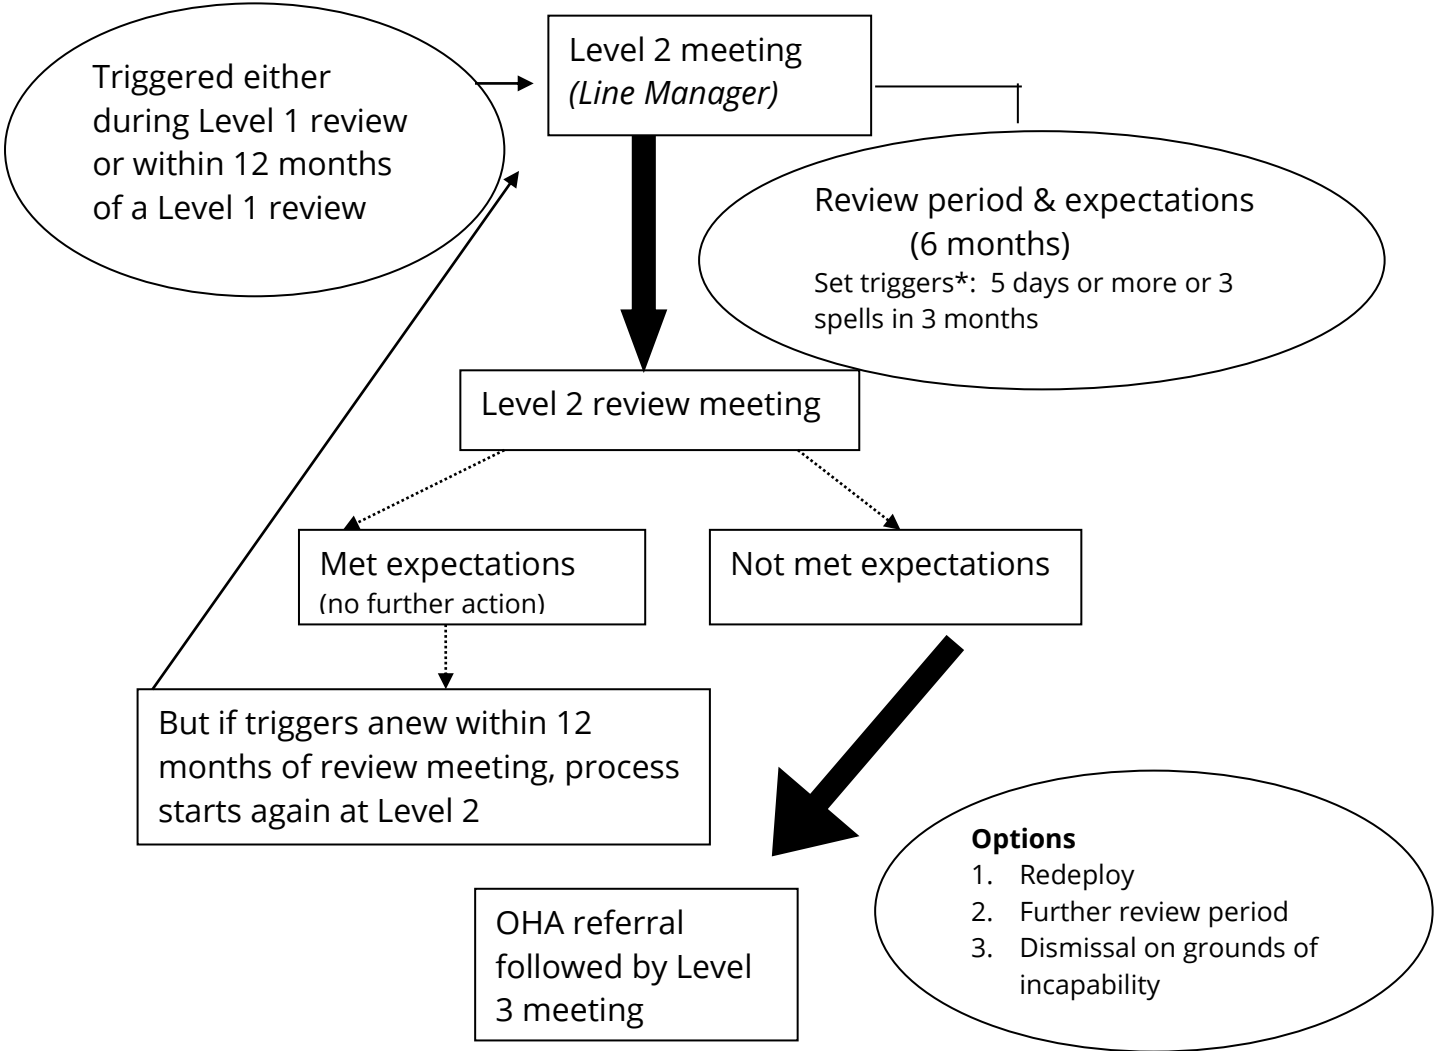 Triggered either
during Level 1 review
or within 12 months
of a Level 1 review
Level 2 meeting
(Line Manager)
Review period & expectations
(6 months)
Set triggers*: 5 days or more or 3
spells in 3 months
Level 2 review meeting
Met expectations
(no further action)
Not met expectations
But if triggers anew within 12
months of review meeting, process
starts again at Level 2
OHA referral
followed by Level
3 meeting
Options
1. Redeploy
2. Further review period
3. Dismissal on grounds of
incapability